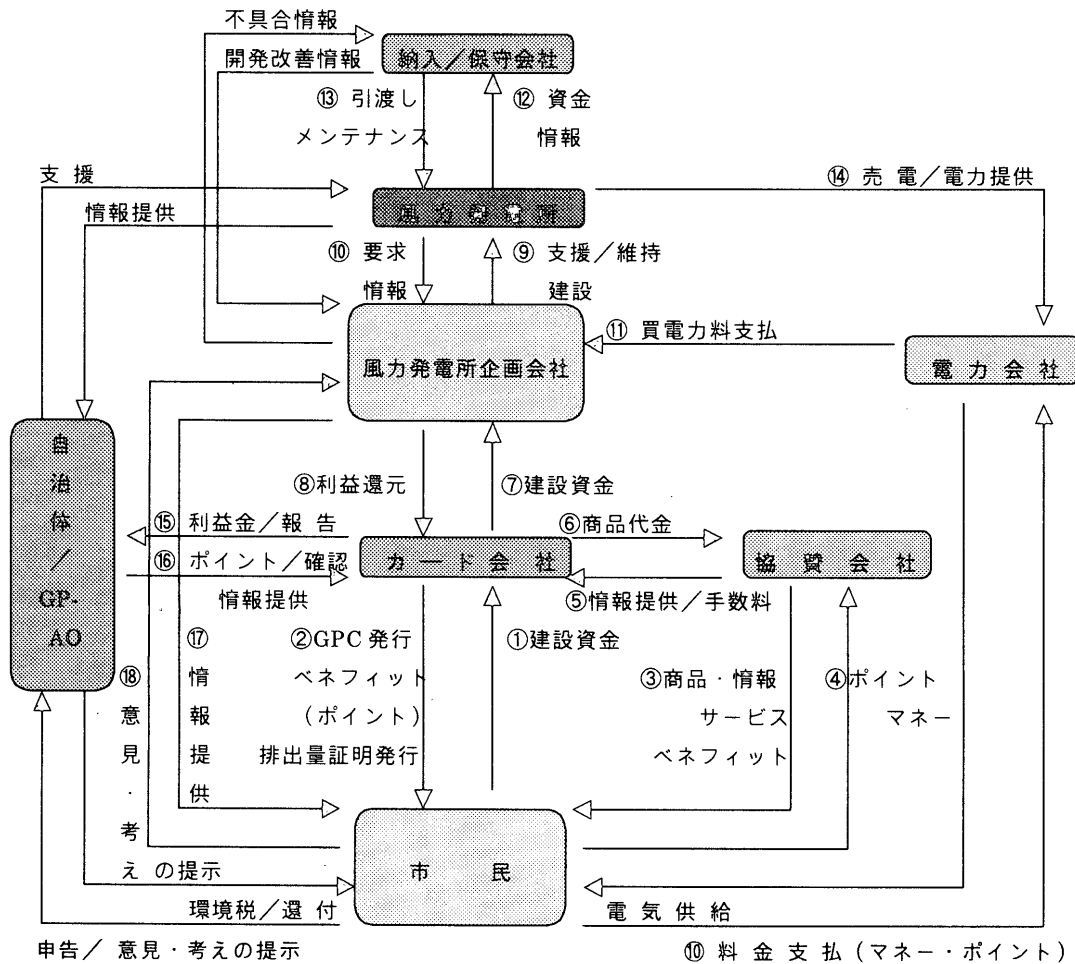 不具合情報
納入／保守会社
開発改善情報
⑬ 引渡し
メンテナンス
⑫ 資金
情報
支 援
⑭ 売 電／電力提供
風力発電所
情報提供
⑩ 要求
情報
⑨ 支援／維持
建設
⑪ 買電力料支払
風力発電所企画会社
電力会社
自治体／GP-AO
⑧利益還元
⑦建設資金
⑮ 利益金／報 告
⑥商品代金
カード会社
協賛会社
⑯ ポイント／確認
情報提供
⑤情報提供／手数料
⑰
情報提供
②GPC 発行
ベネフィット
(ポイント)
排出量証明発行
①建設資金
③商品・情報
サービス
ベネフィット
④ポイント
マネー
⑱
意見・考え の提示
市 民
環境税／還 付
電 気 供 給
申告／ 意見・考えの提示
⑩ 料 金 支 払 (マネー・ポイント)